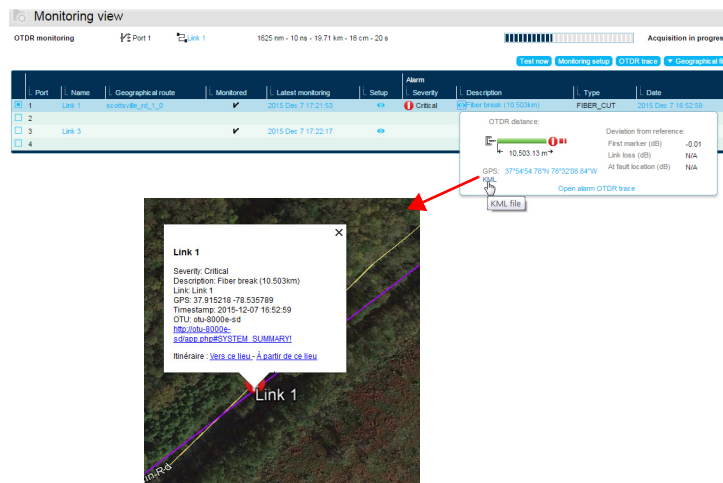 Monitoring view
OTDR monitoring Port 1 Link 1 1625 nm - 10 ns - 19.71 km - 16 cm - 20 s Acquisition in progres
Test now Monitoring setup OTDR trace Geographical fi
Alarm
Port Name Geographical route Monitored Latest monitoring Setup Severity Description Type Date
1 Link 1 scottsville_rd_1_0 2015 Dec 7 17:21:53 Critical Fiber break (10.503km) FIBER_CUT 2015 Dec 7 16:52:59
2
3 Link 3 2015 Dec 7 17:22:17
4
OTDR distance:
10,503.13 m
Deviation from reference:
First marker (dB) -0.01
Link loss (dB) N/A
At fault location (dB) N/A
GPS: 37°54'54.78"N 78°32'08.84"W
KML
Open alarm OTDR trace
KML file
Link 1
Severity: Critical
Description: Fiber break (10.503km)
Link: Link 1
GPS: 37.915218 -78.535789
Timestamp: 2015-12-07 16:52:59
OTU: otu-8000e-sd
http://otu-8000e-
sd/app.php#SYSTEM_SUMMARY!
Itinéraire : Vers ce lieu - À partir de ce lieu
Link 1
Rd